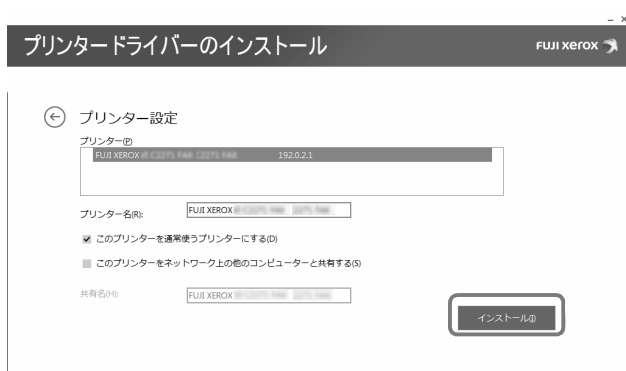 プリンタードライバーのインストール
FUJI XEROX
プリンター設定
プリンター(P)
FUJI XEROX 192.0.2.1
プリンター名(R): FUJI XEROX
このプリンターを通常使うプリンターにする(D)
このプリンターをネットワーク上の他のコンピューターと共有する(S)
共有名(H): FUJI XEROX
インストール(I)